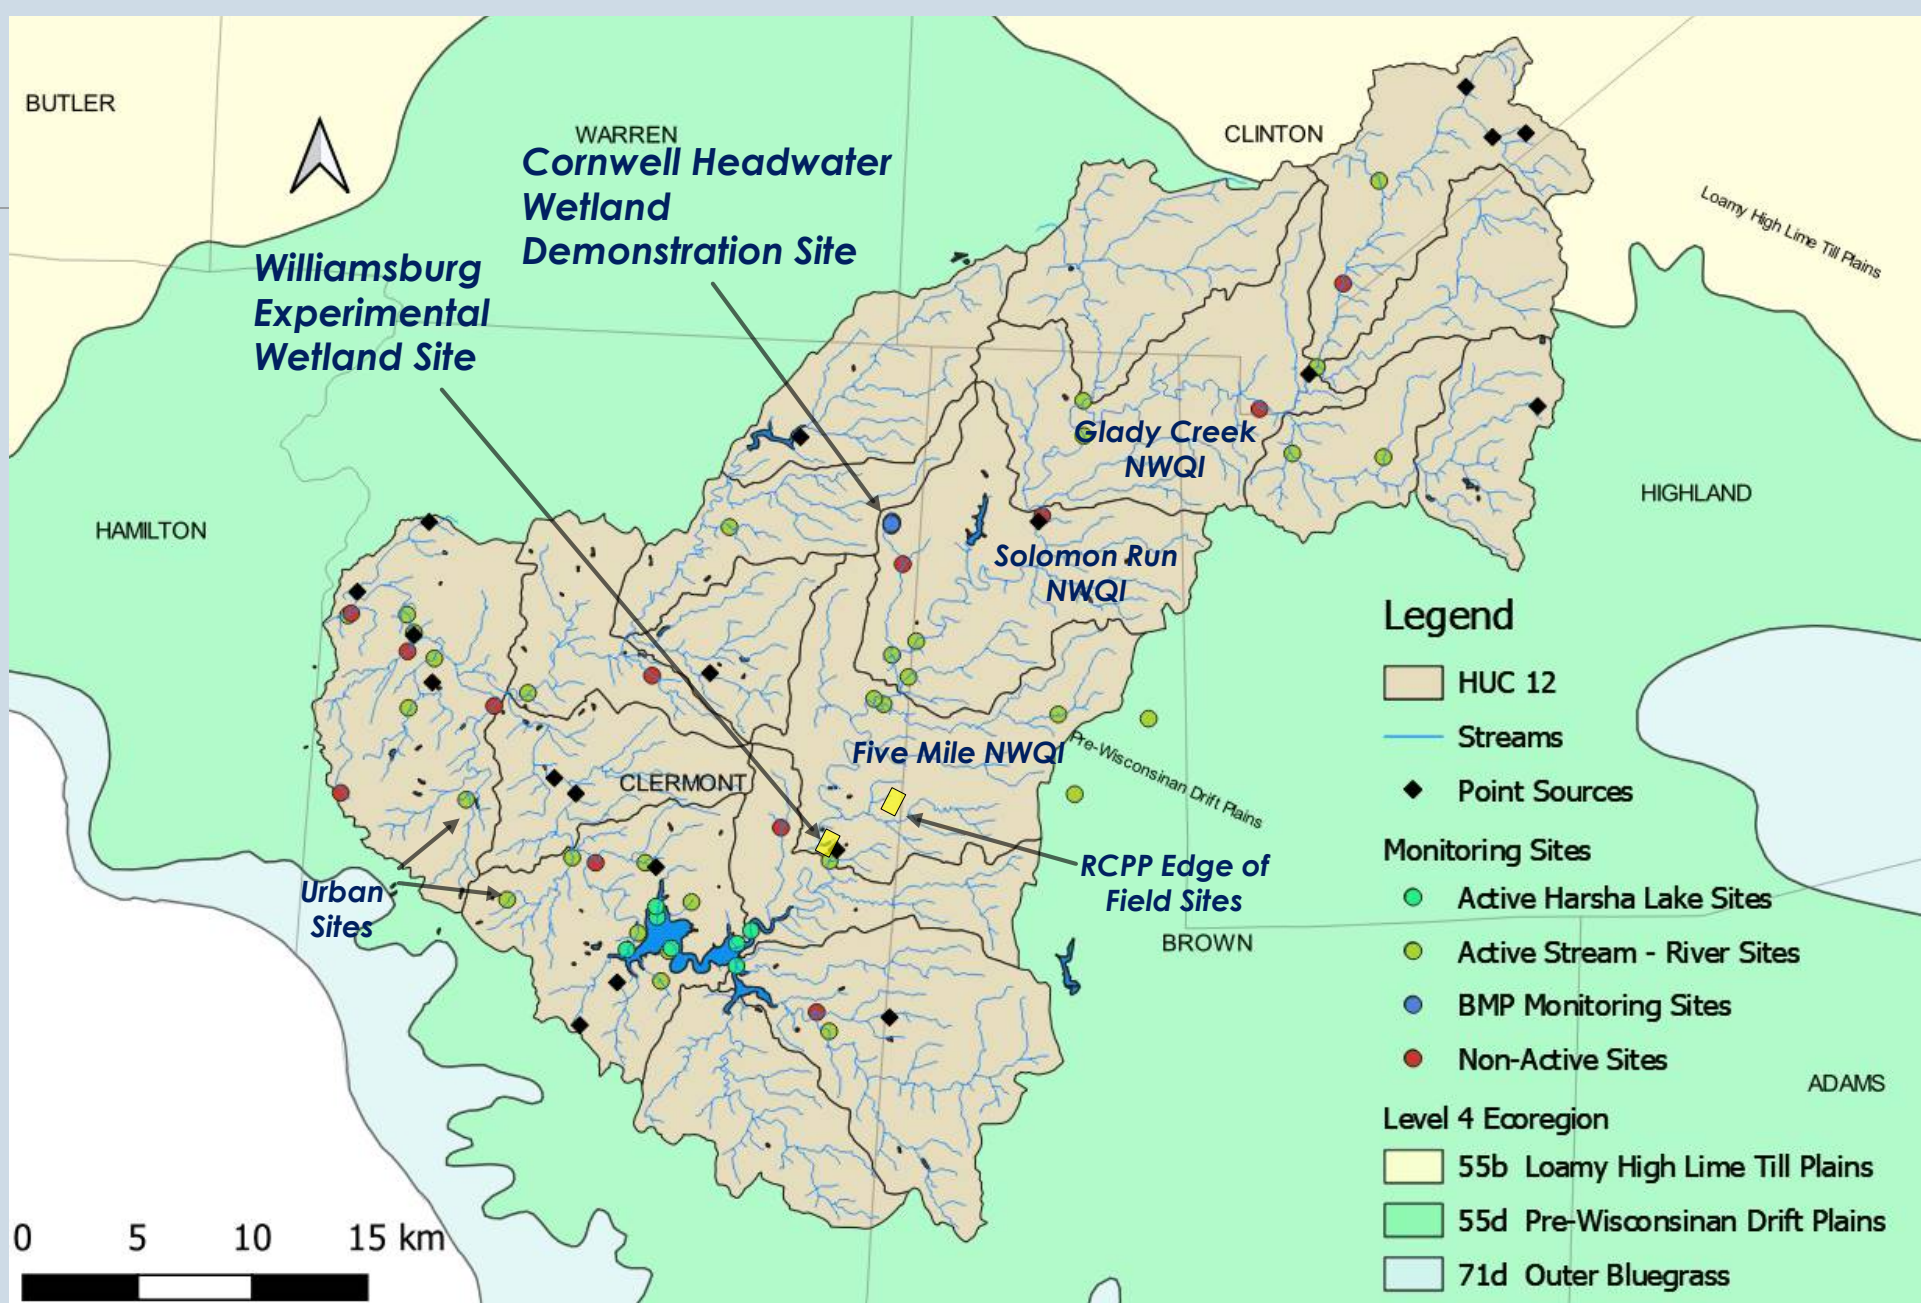 BUTLER
WARREN
CLINTON
Cornwell Headwater
Wetland
Demonstration Site
Loamy High Lime Till Plains
Williamsburg
Experimental
Wetland Site
Glady Creek
NWQI
HIGHLAND
HAMILTON
Solomon Run
NWQI
Five Mile NWQI
Pre-Wisconsinan Drift Plains
CLERMONT
RCPP Edge of
Field Sites
Urban
Sites
BROWN
ADAMS
Legend
HUC 12
Streams
Point Sources
Monitoring Sites
Active Harsha Lake Sites
Active Stream - River Sites
BMP Monitoring Sites
Non-Active Sites
Level 4 Ecoregion
55b Loamy High Lime Till Plains
55d Pre-Wisconsinan Drift Plains
71d Outer Bluegrass
0 5 10 15 km